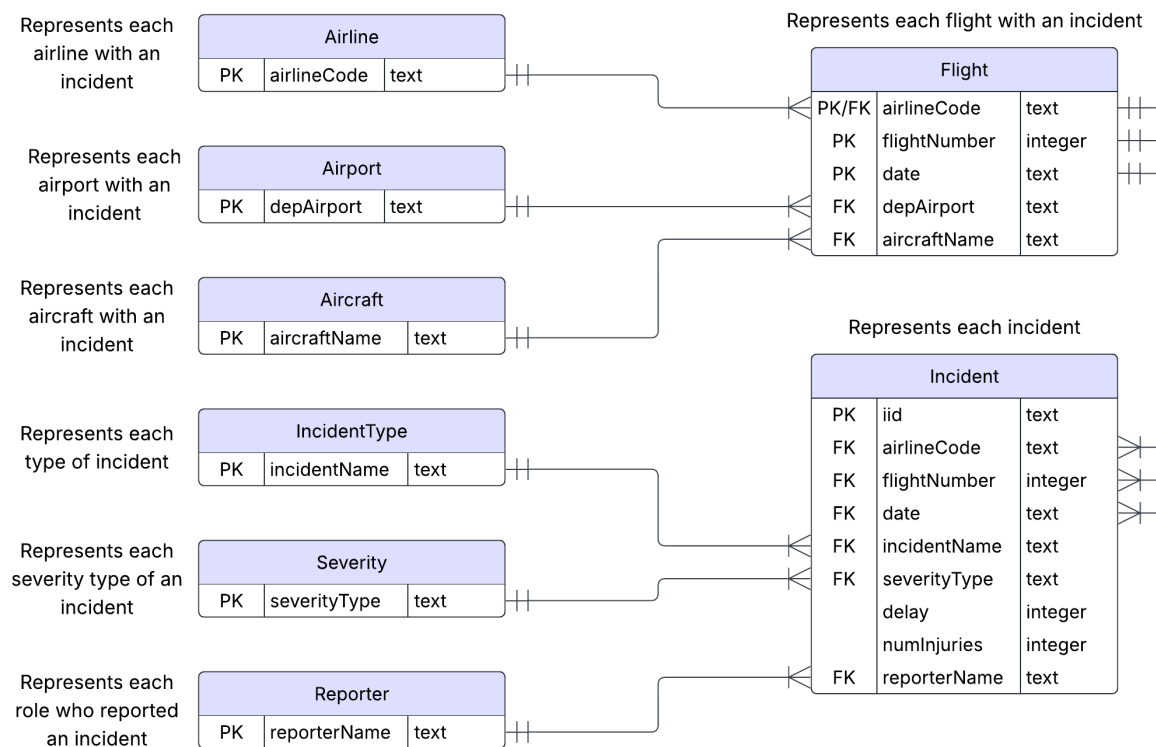 Represents each
airline with an
incident
Airline
PK airlineCode text
Represents each
airport with an
incident
Airport
PK depAirport text
Represents each
aircraft with an
incident
Aircraft
PK aircraftName text
Represents each
type of incident
IncidentType
PK incidentName text
Represents each
severity type of an
incident
Severity
PK severityType text
Represents each
role who reported
an incident
Reporter
PK reporterName text
Represents each flight with an incident
Flight
PK/FK airlineCode text
PK flightNumber integer
PK date text
FK depAirport text
FK aircraftName text
Represents each incident
Incident
PK iid text
FK airlineCode text
FK flightNumber integer
FK date text
FK incidentName text
FK severityType text
delay integer
numInjuries integer
FK reporterName text